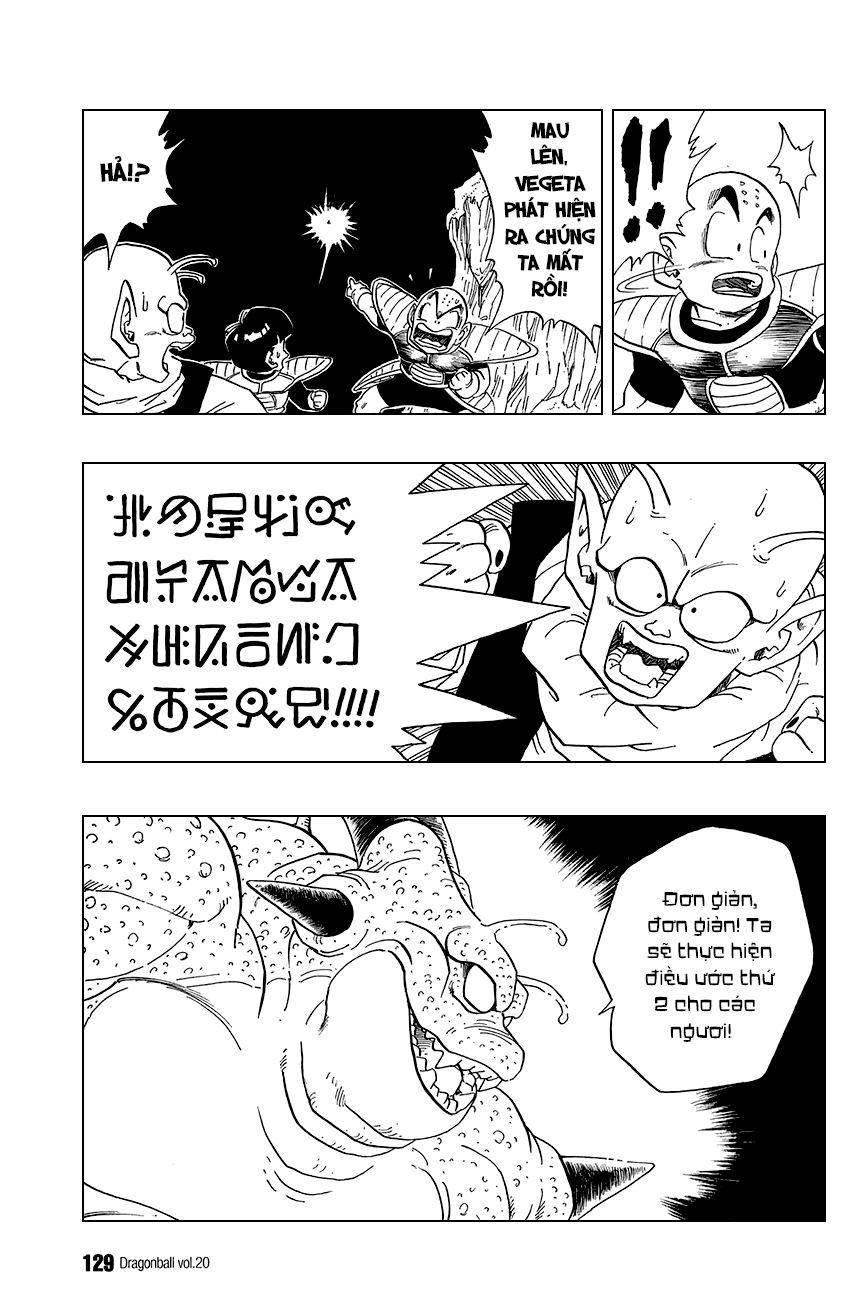 !!
MAU
LÊN,
VEGETA
PHÁT HIỆN
RA CHÚNG
TA MẤT
RỒI!
HẢ!?
!!!!
Đơn giản,
đơn giản! Ta
sẽ thực hiện
điều ước thứ
2 cho các
ngươi!
129 Dragonball vol.20